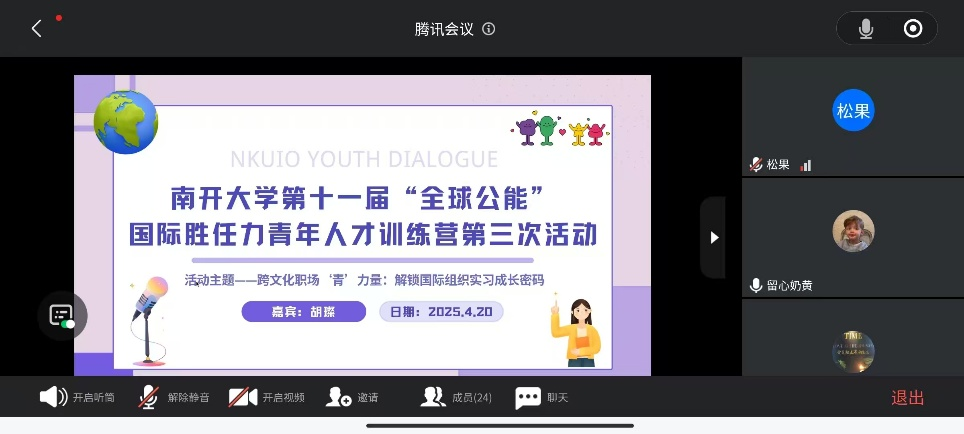 腾讯会议
NKUIO YOUTH DIALOGUE
南开大学第十一届“全球公能”
国际胜任力青年人才训练营第三次活动
活动主题——跨文化职场‘青’力量：解锁国际组织实习成长密码
嘉宾：胡璨
日期：2025.4.20
松果
松果
留心奶黄
TIME
开启听筒
解除静音
开启视频
邀请
成员(24)
聊天
退出